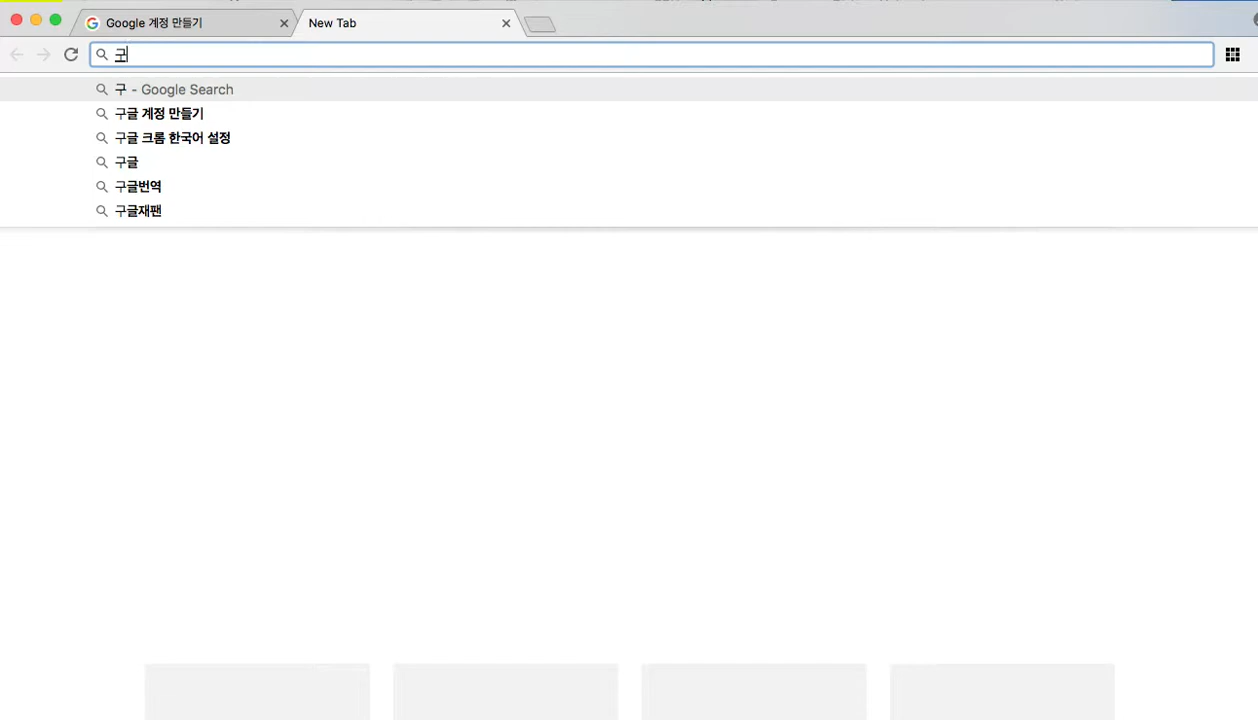 Google 계정 만들기
New Tab
구
구 - Google Search
구글 계정 만들기
구글 크롬 한국어 설정
구글
구글번역
구글재팬